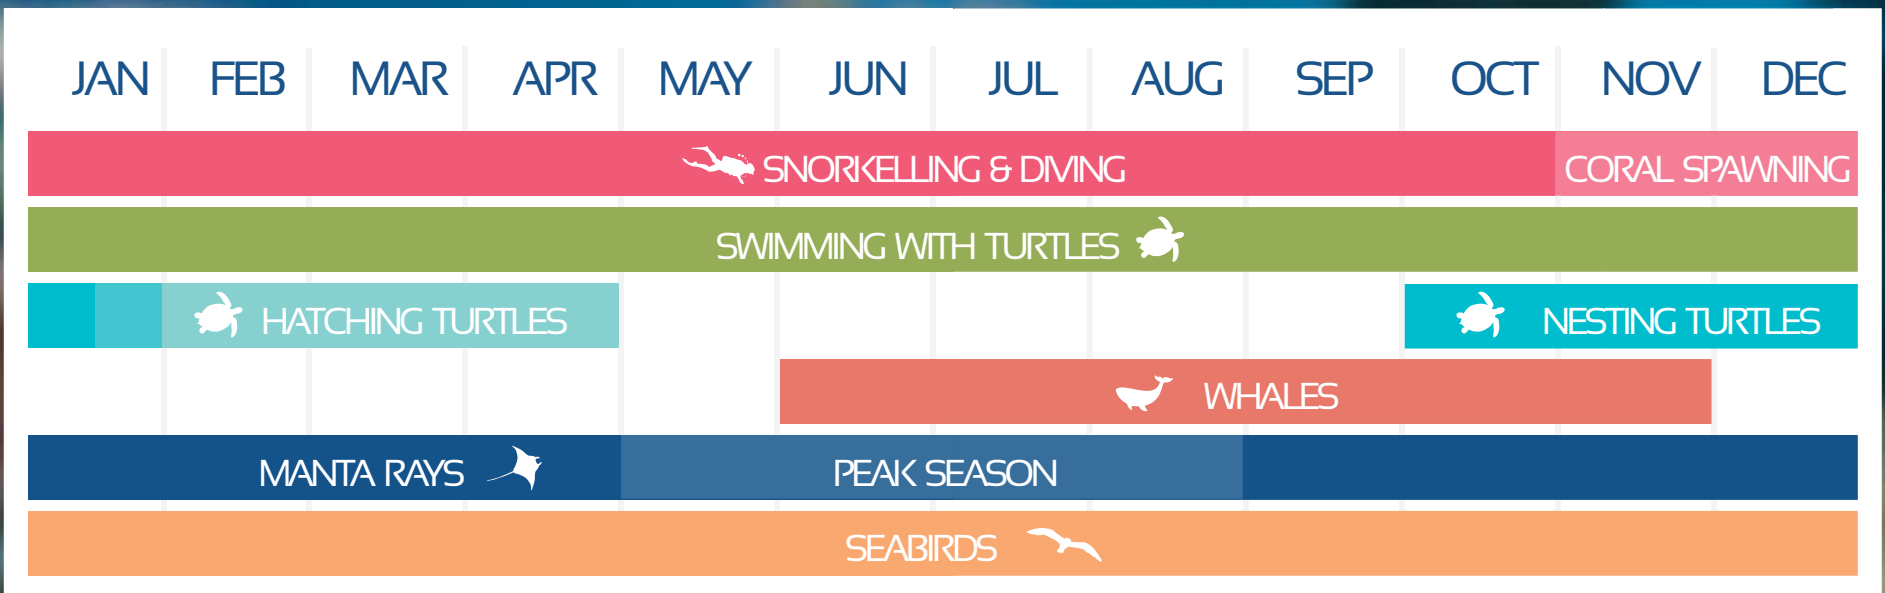 JAN FEB MAR APR MAY JUN JUL AUG SEP OCT NOV DEC
SNORKELLING & DIVING CORAL SPAWNING
SWIMMING WITH TURTLES
HATCHING TURTLES NESTING TURTLES
WHALES
MANTA RAYS PEAK SEASON
SEABIRDS